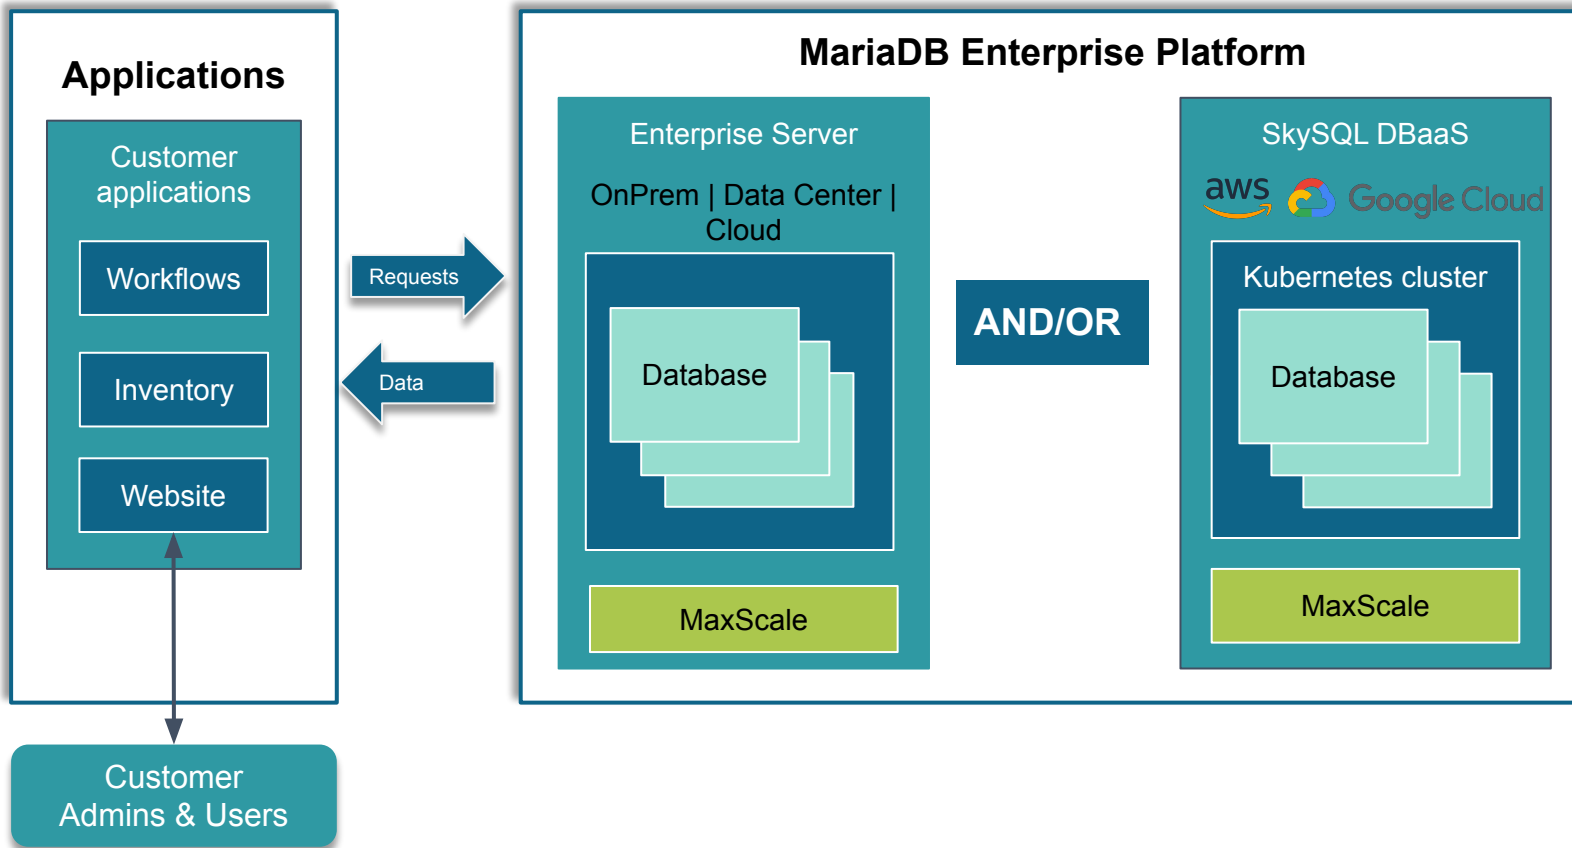 Applications
Customer
applications
Workflows
Inventory
Website
Customer
Admins & Users
Requests
Data
MariaDB Enterprise Platform
Enterprise Server
OnPrem | Data Center |
Cloud
Database
MaxScale
AND/OR
SkySQL DBaaS
aws
Google Cloud
Kubernetes cluster
Database
MaxScale